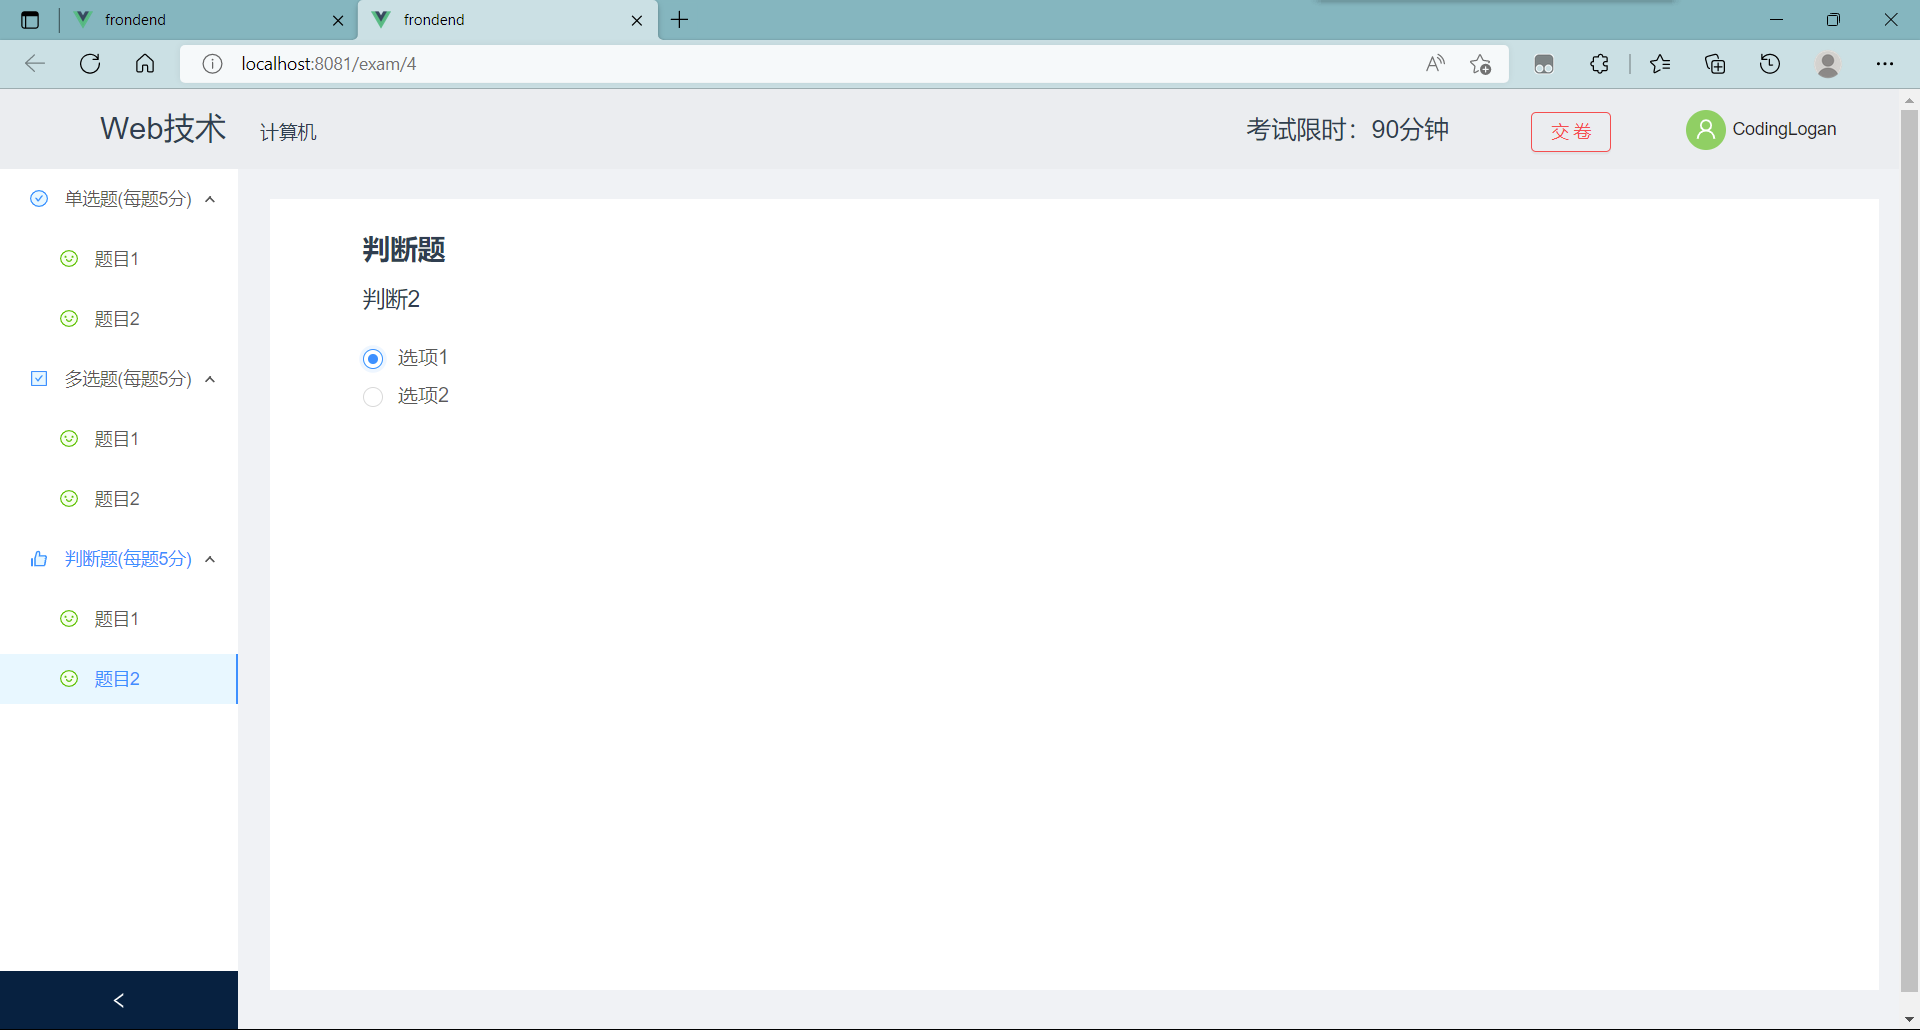 frondend
frondend
localhost:8081/exam/4
Web技术
计算机
考试限时：90分钟
交 卷
CodingLogan
单选题(每题5分)
题目1
题目2
多选题(每题5分)
题目1
题目2
判断题(每题5分)
题目1
题目2
判断题
判断2
选项1
选项2